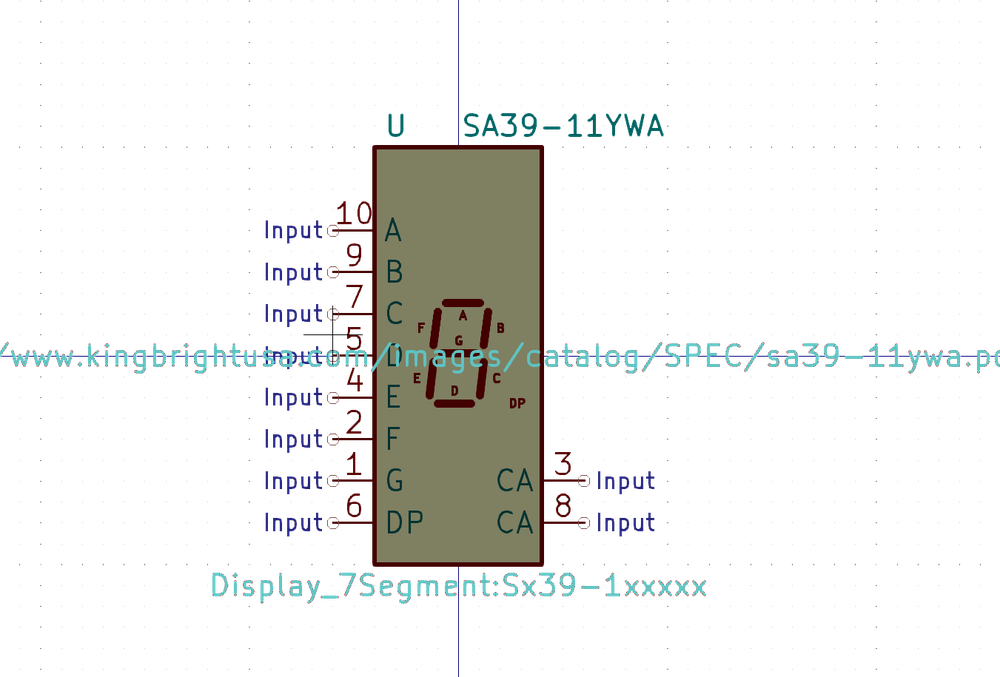 U SA39-11YWA
10
Input A
9
Input B
7
Input C
A
F B
5
G
Input D
/www.kingbrightusa.com/images/catalog/SPEC/sa39-11ywa.pd
E C
4
D
Input E
DP
2
Input F
1 3
Input G CA Input
6 8
Input DP CA Input
Display_7Segment:Sx39-1xxxxx